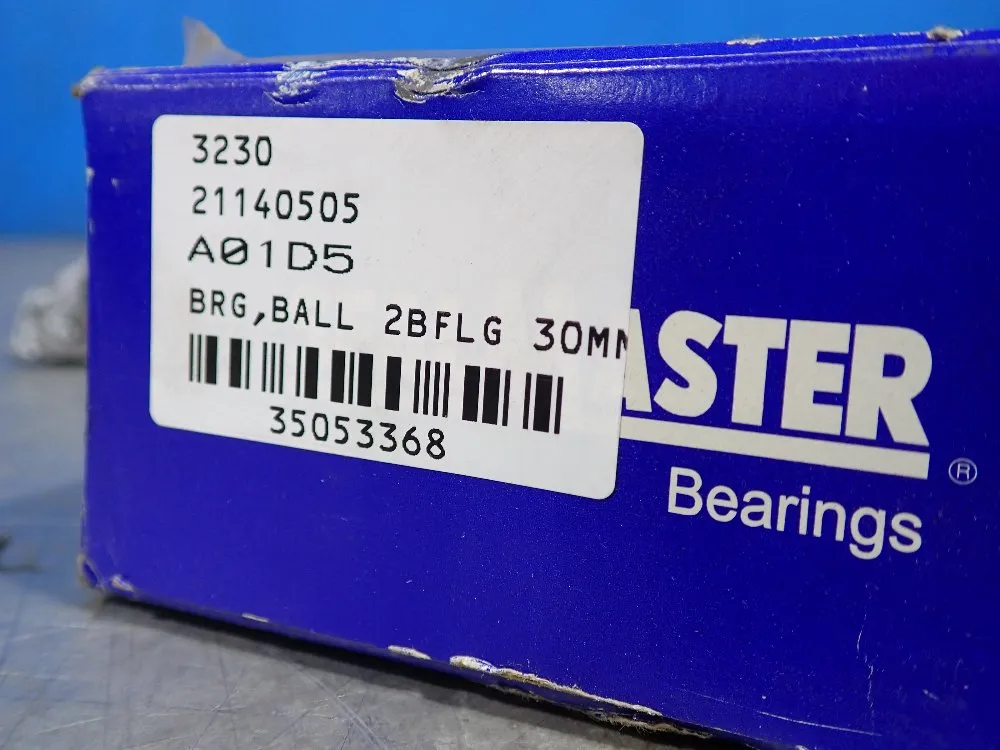 3230
21140505
A01D5
BRG,BALL 2BFLG 30MM
35053368
ASTER
®
Bearings